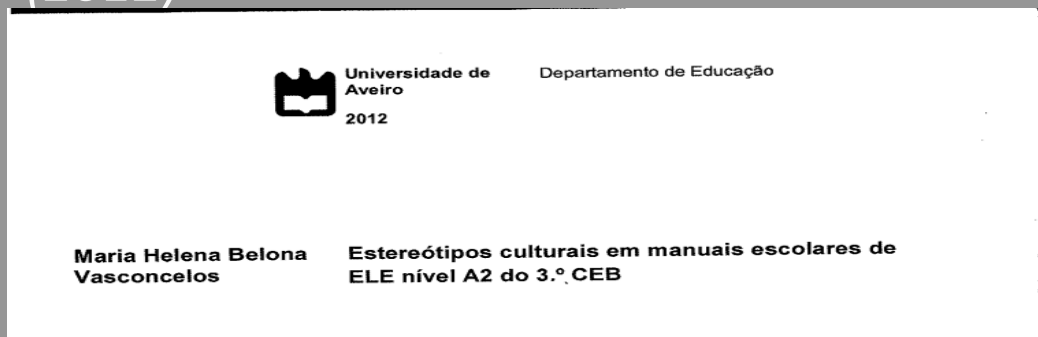 Universidade de Aveiro
2012
Departamento de Educação
Maria Helena Belona Vasconcelos
Estereótipos culturais em manuais escolares de
ELE nível A2 do 3.º CEB